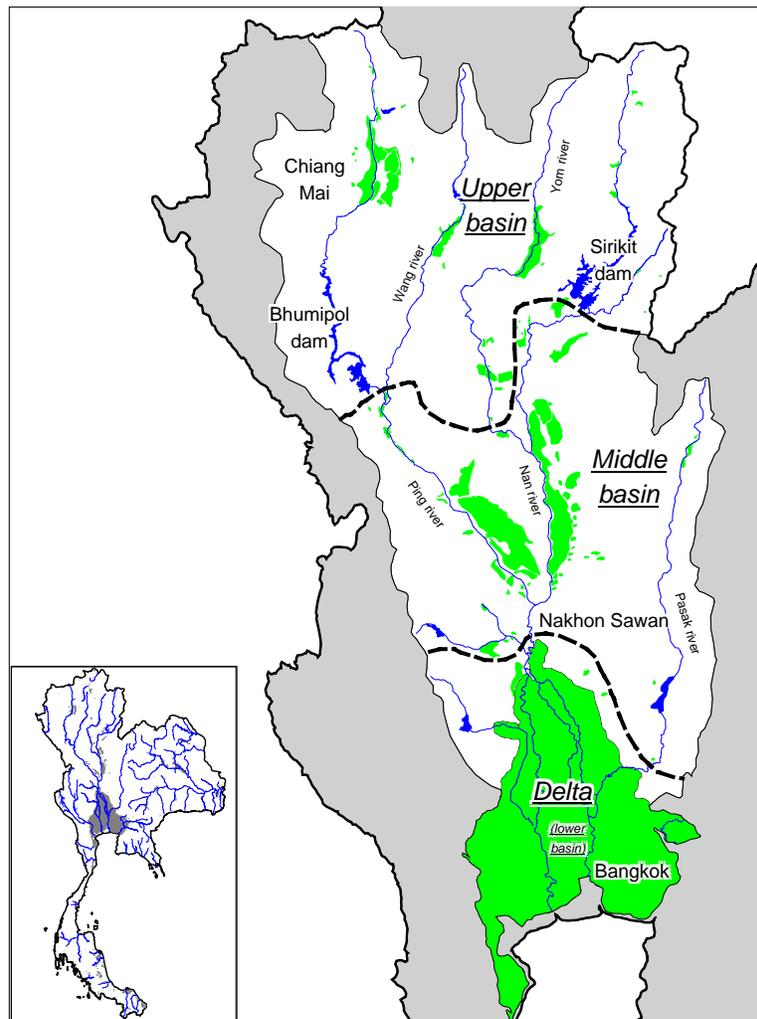 Chiang
Mai
Upper
basin
Yom river
Wang river
Sirikit
dam
Bhumipol
dam
Middle
basin
Nan river
Ping river
Nakhon Sawan
Pasak river
Delta
(lower
basin)
Bangkok